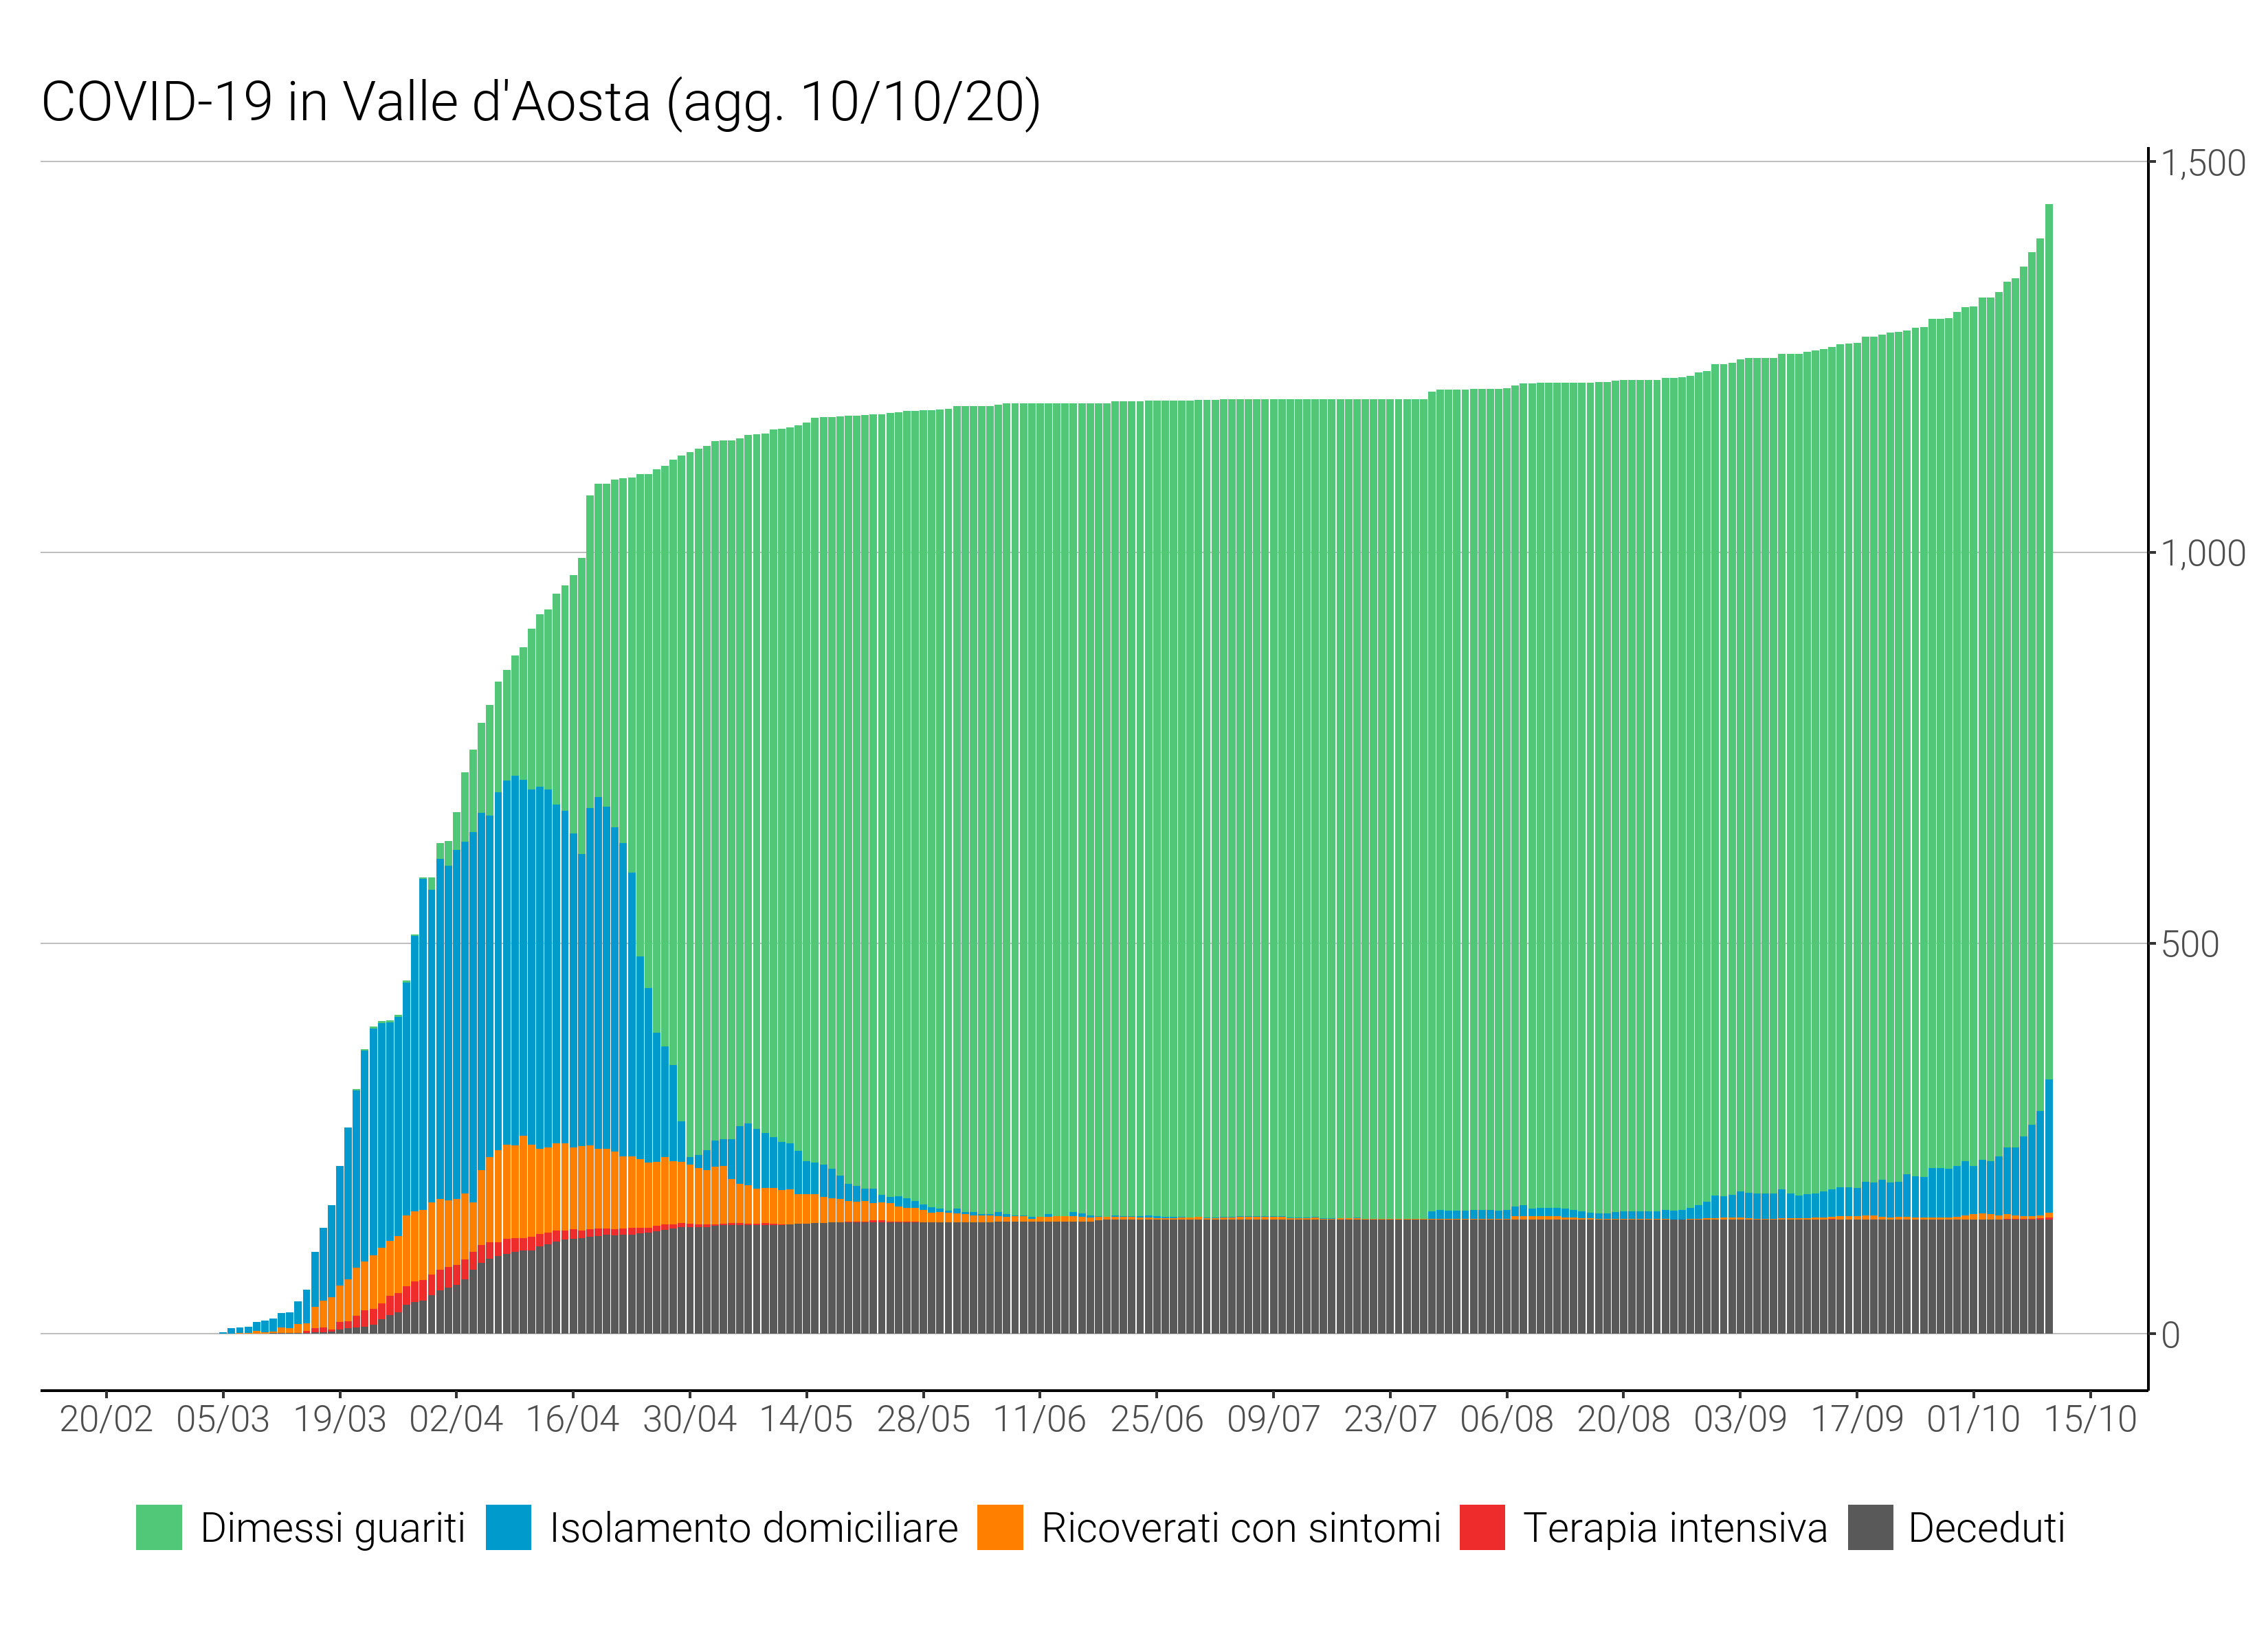 COVID-19 in Valle d'Aosta (agg. 10/10/20)
1,500
1,000
500
0
20/02 05/03 19/03 02/04 16/04 30/04 14/05 28/05 11/06 25/06 09/07 23/07 06/08 20/08 03/09 17/09 01/10 15/10
Dimessi guariti Isolamento domiciliare Ricoverati con sintomi Terapia intensiva Deceduti